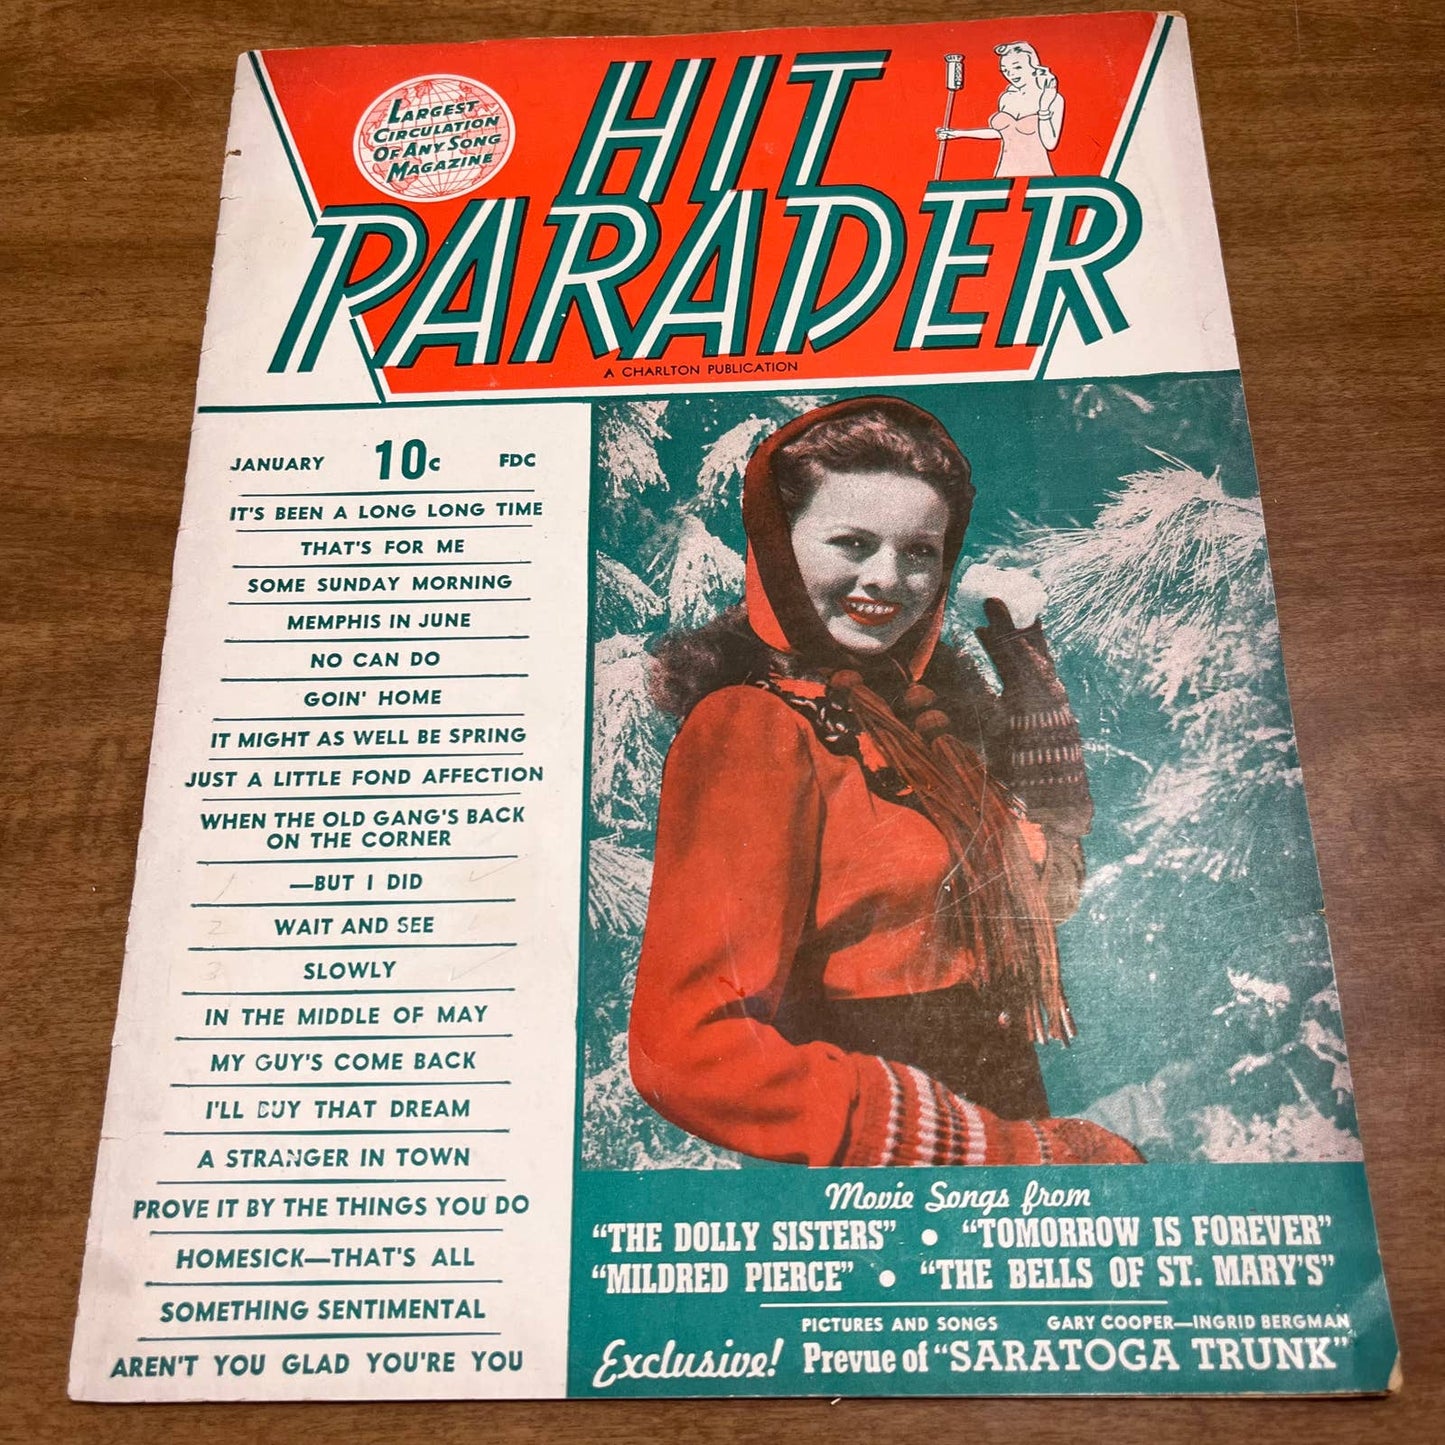 LARGEST
CIRCULATION
OF ANY SONG
MAGAZINE
HIT
PARADER
A CHARLTON PUBLICATION
JANUARY 10c FDC
IT'S BEEN A LONG LONG TIME
THAT'S FOR ME
SOME SUNDAY MORNING
MEMPHIS IN JUNE
NO CAN DO
GOIN' HOME
IT MIGHT AS WELL BE SPRING
JUST A LITTLE FOND AFFECTION
WHEN THE OLD GANG'S BACK
ON THE CORNER
1 —BUT I DID
2 WAIT AND SEE
3 SLOWLY
IN THE MIDDLE OF MAY
MY GUY'S COME BACK
I'LL BUY THAT DREAM
A STRANGER IN TOWN
PROVE IT BY THE THINGS YOU DO
HOMESICK—THAT'S ALL
SOMETHING SENTIMENTAL
AREN'T YOU GLAD YOU'RE YOU
Movie Songs from
"THE DOLLY SISTERS" • "TOMORROW IS FOREVER"
"MILDRED PIERCE" • "THE BELLS OF ST. MARY'S"
PICTURES AND SONGS GARY COOPER—INGRID BERGMAN
Exclusive! Prevue of "SARATOGA TRUNK"